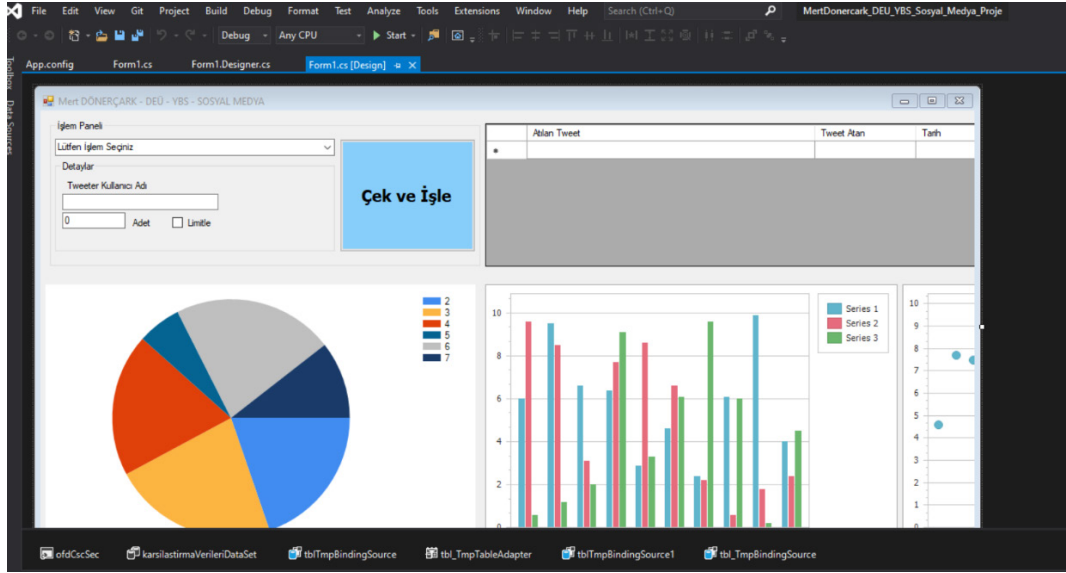 File Edit View Git Project Build Debug Format Test Analyze Tools Extensions Window Help Search (Ctrl+Q) MertDonercark_DEU_YBS_Sosyal_Medya_Proje
Debug Any CPU Start
Toolbox
Data Sources
App.config Form1.cs Form1.Designer.cs Form1.cs [Design]
Mert DÖNERÇARK - DEÜ - YBS - SOSYAL MEDYA
İşlem Paneli
Lütfen İşlem Seçiniz
Detaylar
Tweeter Kullanıcı Adı
0 Adet Limitle
Çek ve İşle
Atılan Tweet Tweet Atan Tarih
2
3
4
5
6
7
10
8
6
4
2
0
Series 1
Series 2
Series 3
10
9
8
7
6
5
4
3
2
1
0
ofdCscSec karsilastirmaVerileriDataSet tblTmpBindingSource tbl_TmpTableAdapter tblTmpBindingSource1 tbl_TmpBindingSource